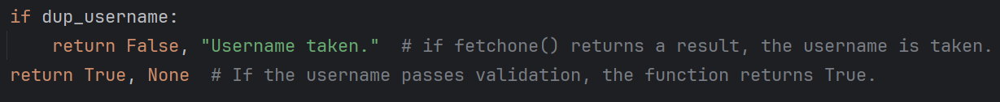 if dup_username:
    return False, "Username taken."  # if fetchone() returns a result, the username is taken.
return True, None  # If the username passes validation, the function returns True.